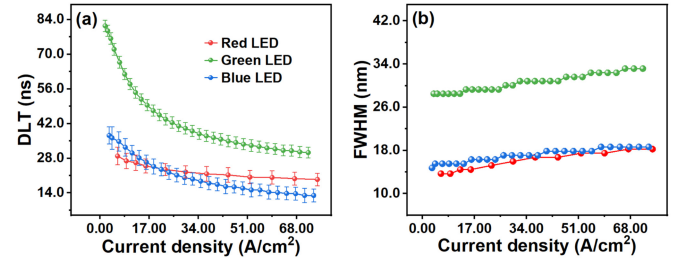 (a)
DLT (ns)
84.0
70.0
56.0
42.0
28.0
14.0
Red LED
Green LED
Blue LED
0.00 17.00 34.00 51.00 68.00
Current density (A/cm²)
(b)
FWHM (nm)
42.0
34.0
26.0
18.0
10.0
0.00 17.00 34.00 51.00 68.00
Current density (A/cm²)